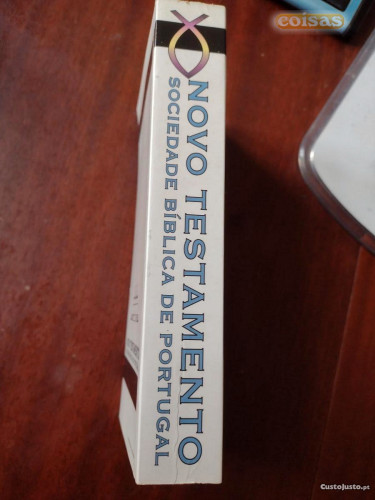 coisas
NOVO TESTAMENTO
SOCIEDADE BÍBLICA DE PORTUGAL
CustoJusto.pt